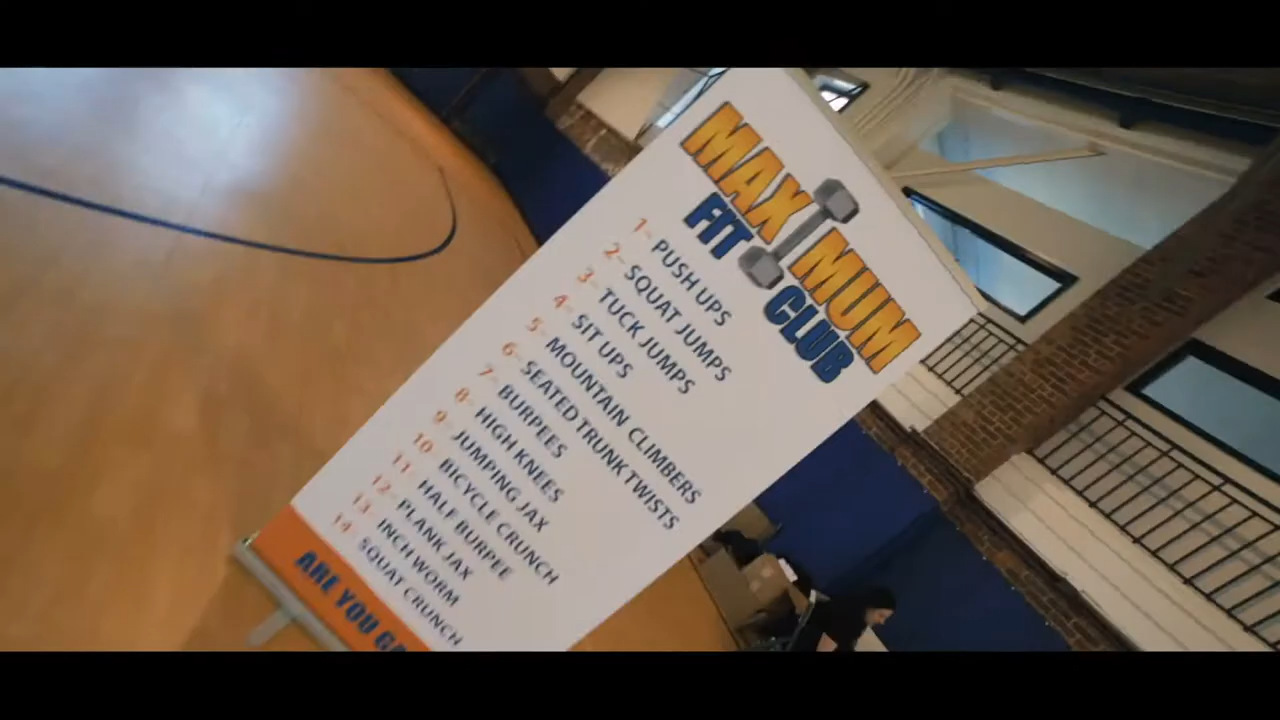 MAXIMUM
FIT CLUB
1- PUSH UPS
2- SQUAT JUMPS
3- TUCK JUMPS
4- SIT UPS
5- MOUNTAIN CLIMBERS
6- SEATED TRUNK TWISTS
7- BURPEES
8- HIGH KNEES
9- JUMPING JAX
10- BICYCLE CRUNCH
11- HALF BURPEE
12- PLANK JAX
13- INCH WORM
14- SQUAT CRUNCH
ARE YOU